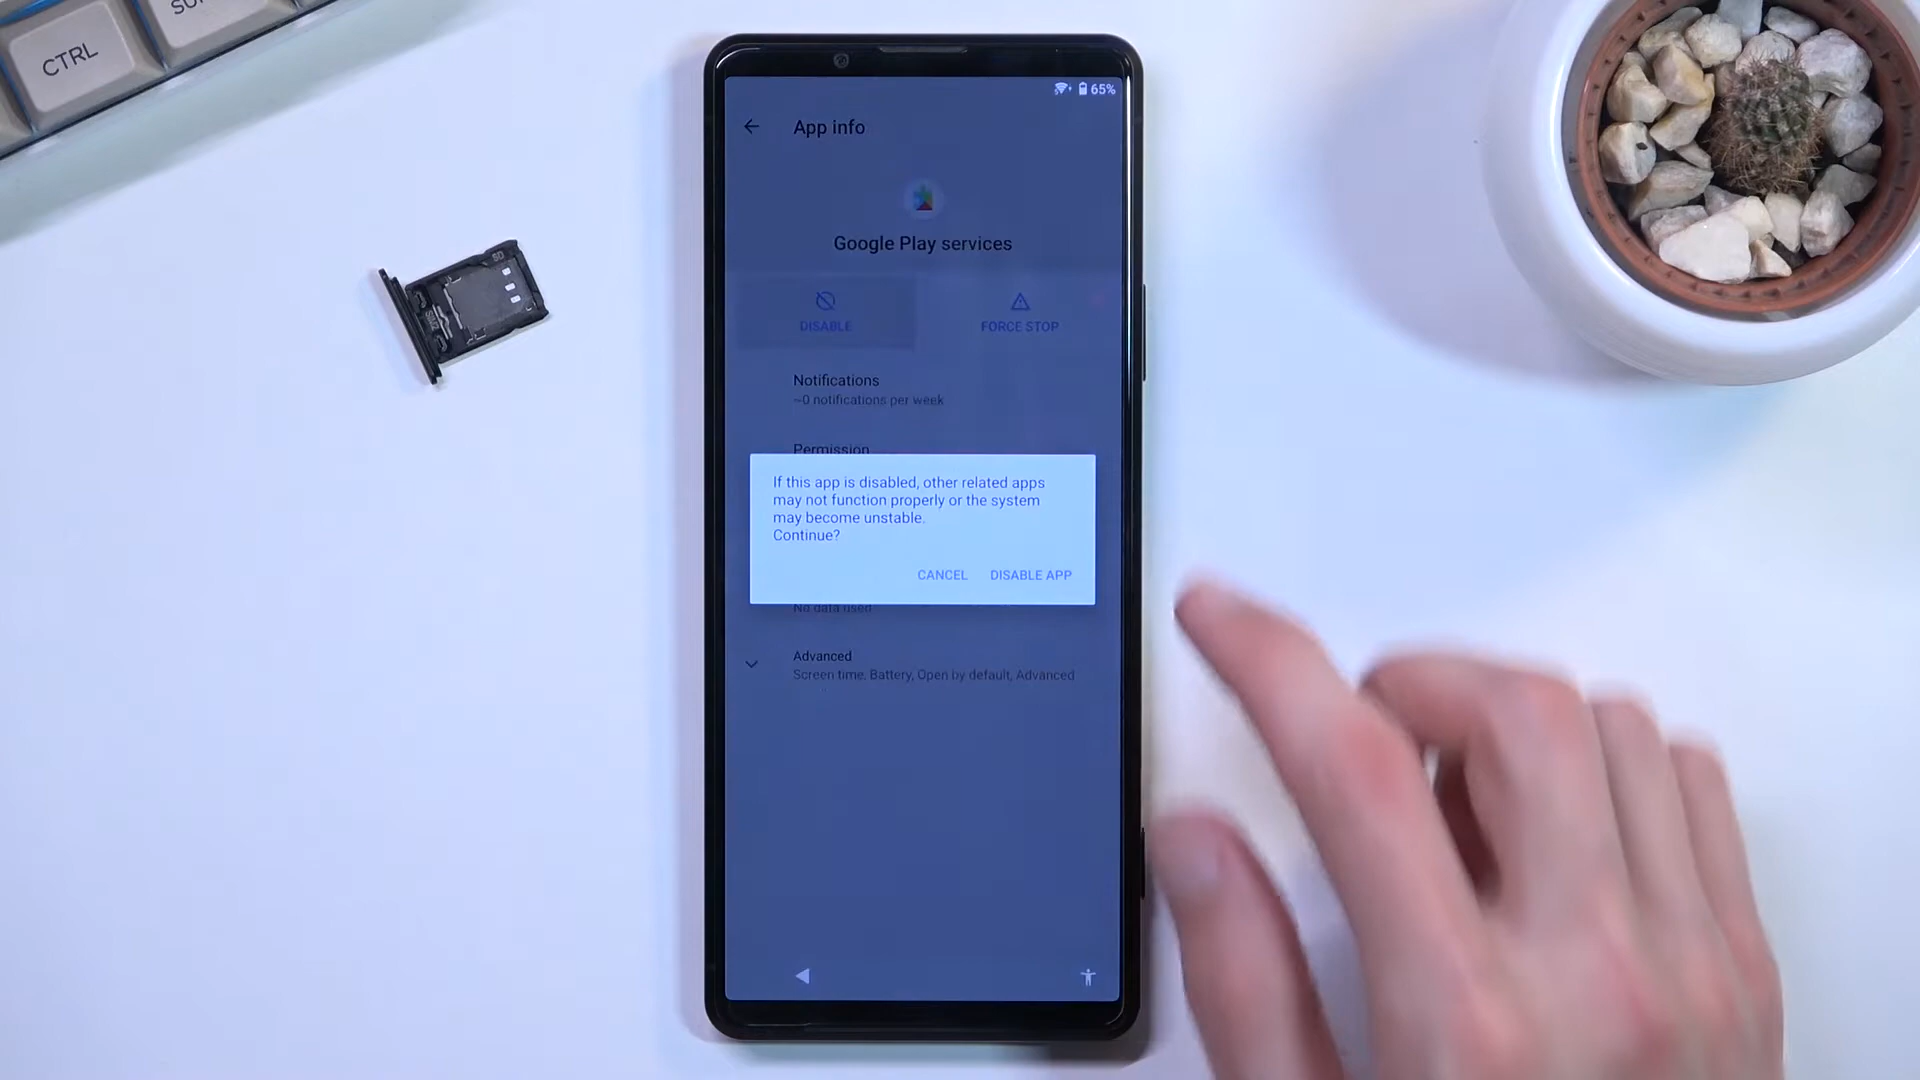 CTRL
65%
App info
Google Play services
DISABLE
FORCE STOP
Notifications
~0 notifications per week
Permission
If this app is disabled, other related apps
may not function properly or the system
may become unstable.
Continue?
CANCEL
DISABLE APP
No data used
Advanced
Screen time, Battery, Open by default, Advanced
SD
SIM2